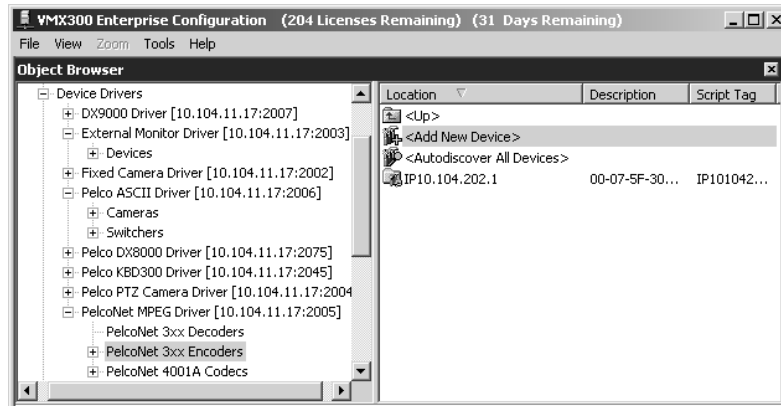 VMX300 Enterprise Configuration (204 Licenses Remaining) (31 Days Remaining)
File View Zoom Tools Help
Object Browser
Device Drivers
DX9000 Driver [10.104.11.17:2007]
External Monitor Driver [10.104.11.17:2003]
Devices
Fixed Camera Driver [10.104.11.17:2002]
Pelco ASCII Driver [10.104.11.17:2006]
Cameras
Switchers
Pelco DX8000 Driver [10.104.11.17:2075]
Pelco KBD300 Driver [10.104.11.17:2045]
Pelco PTZ Camera Driver [10.104.11.17:2004
PelcoNet MPEG Driver [10.104.11.17:2005]
PelcoNet 3xx Decoders
PelcoNet 3xx Encoders
PelcoNet 4001A Codecs
Location Description Script Tag
<Up>
<Add New Device>
<Autodiscover All Devices>
IP10.104.202.1 00-07-5F-30... IP101042...